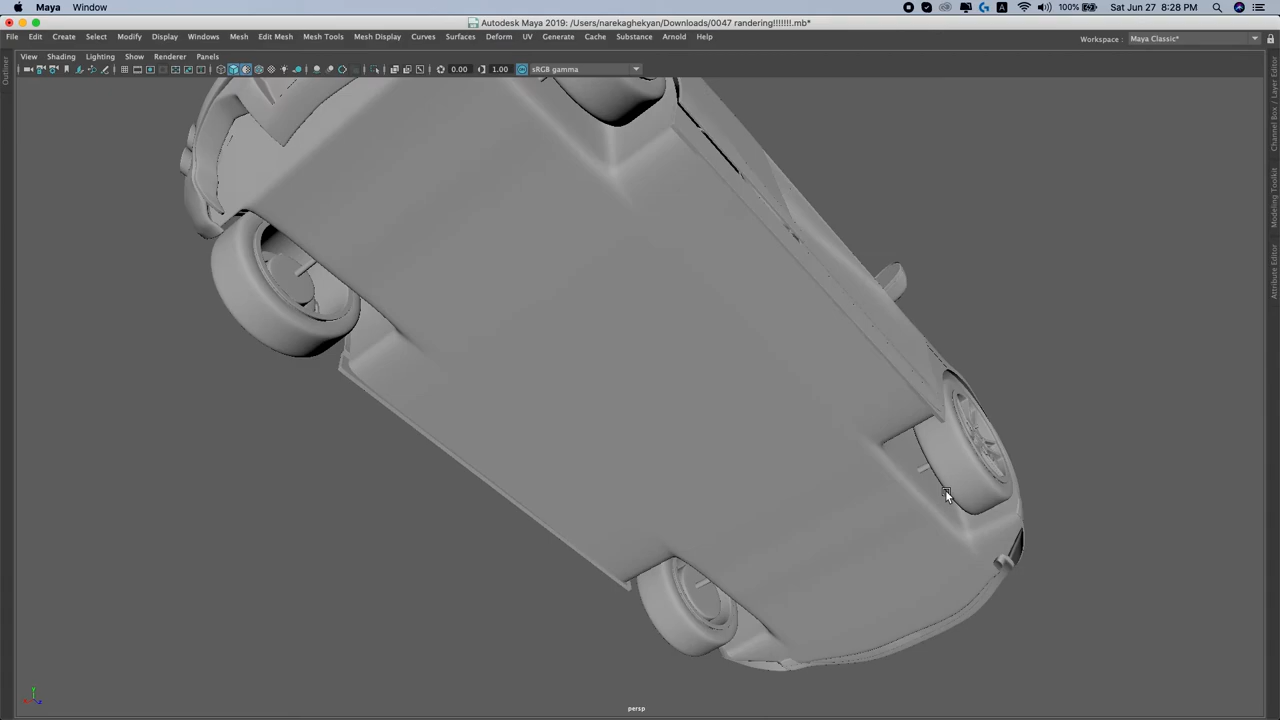 Maya Window 100% Sat Jun 27 8:28 PM
Autodesk Maya 2019: /Users/narekaghekyan/Downloads/0047 randering!!!!!!!.mb*
File Edit Create Select Modify Display Windows Mesh Edit Mesh Mesh Tools Mesh Display Curves Surfaces Deform UV Generate Cache Substance Arnold Help Workspace : Maya Classic*
View Shading Lighting Show Renderer Panels
0.00 1.00 sRGB gamma
Outliner
Channel Box / Layer Editor
Modeling Toolkit
Attribute Editor
persp